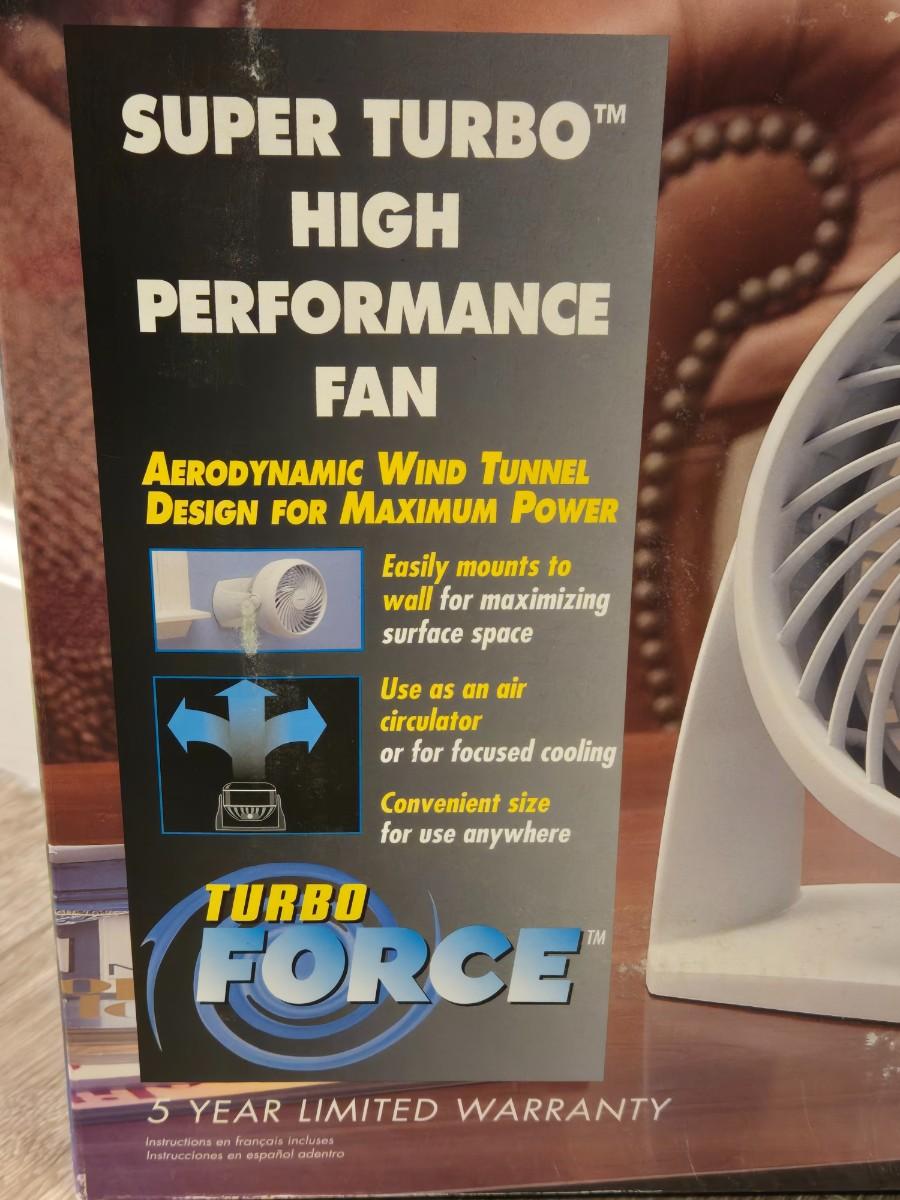 SUPER TURBO™
HIGH
PERFORMANCE
FAN
AERODYNAMIC WIND TUNNEL
DESIGN FOR MAXIMUM POWER
Easily mounts to
wall for maximizing
surface space
Use as an air
circulator
or for focused cooling
Convenient size
for use anywhere
TURBO
FORCE™
5 YEAR LIMITED WARRANTY
Instructions en français incluses
Instrucciones en español adentro